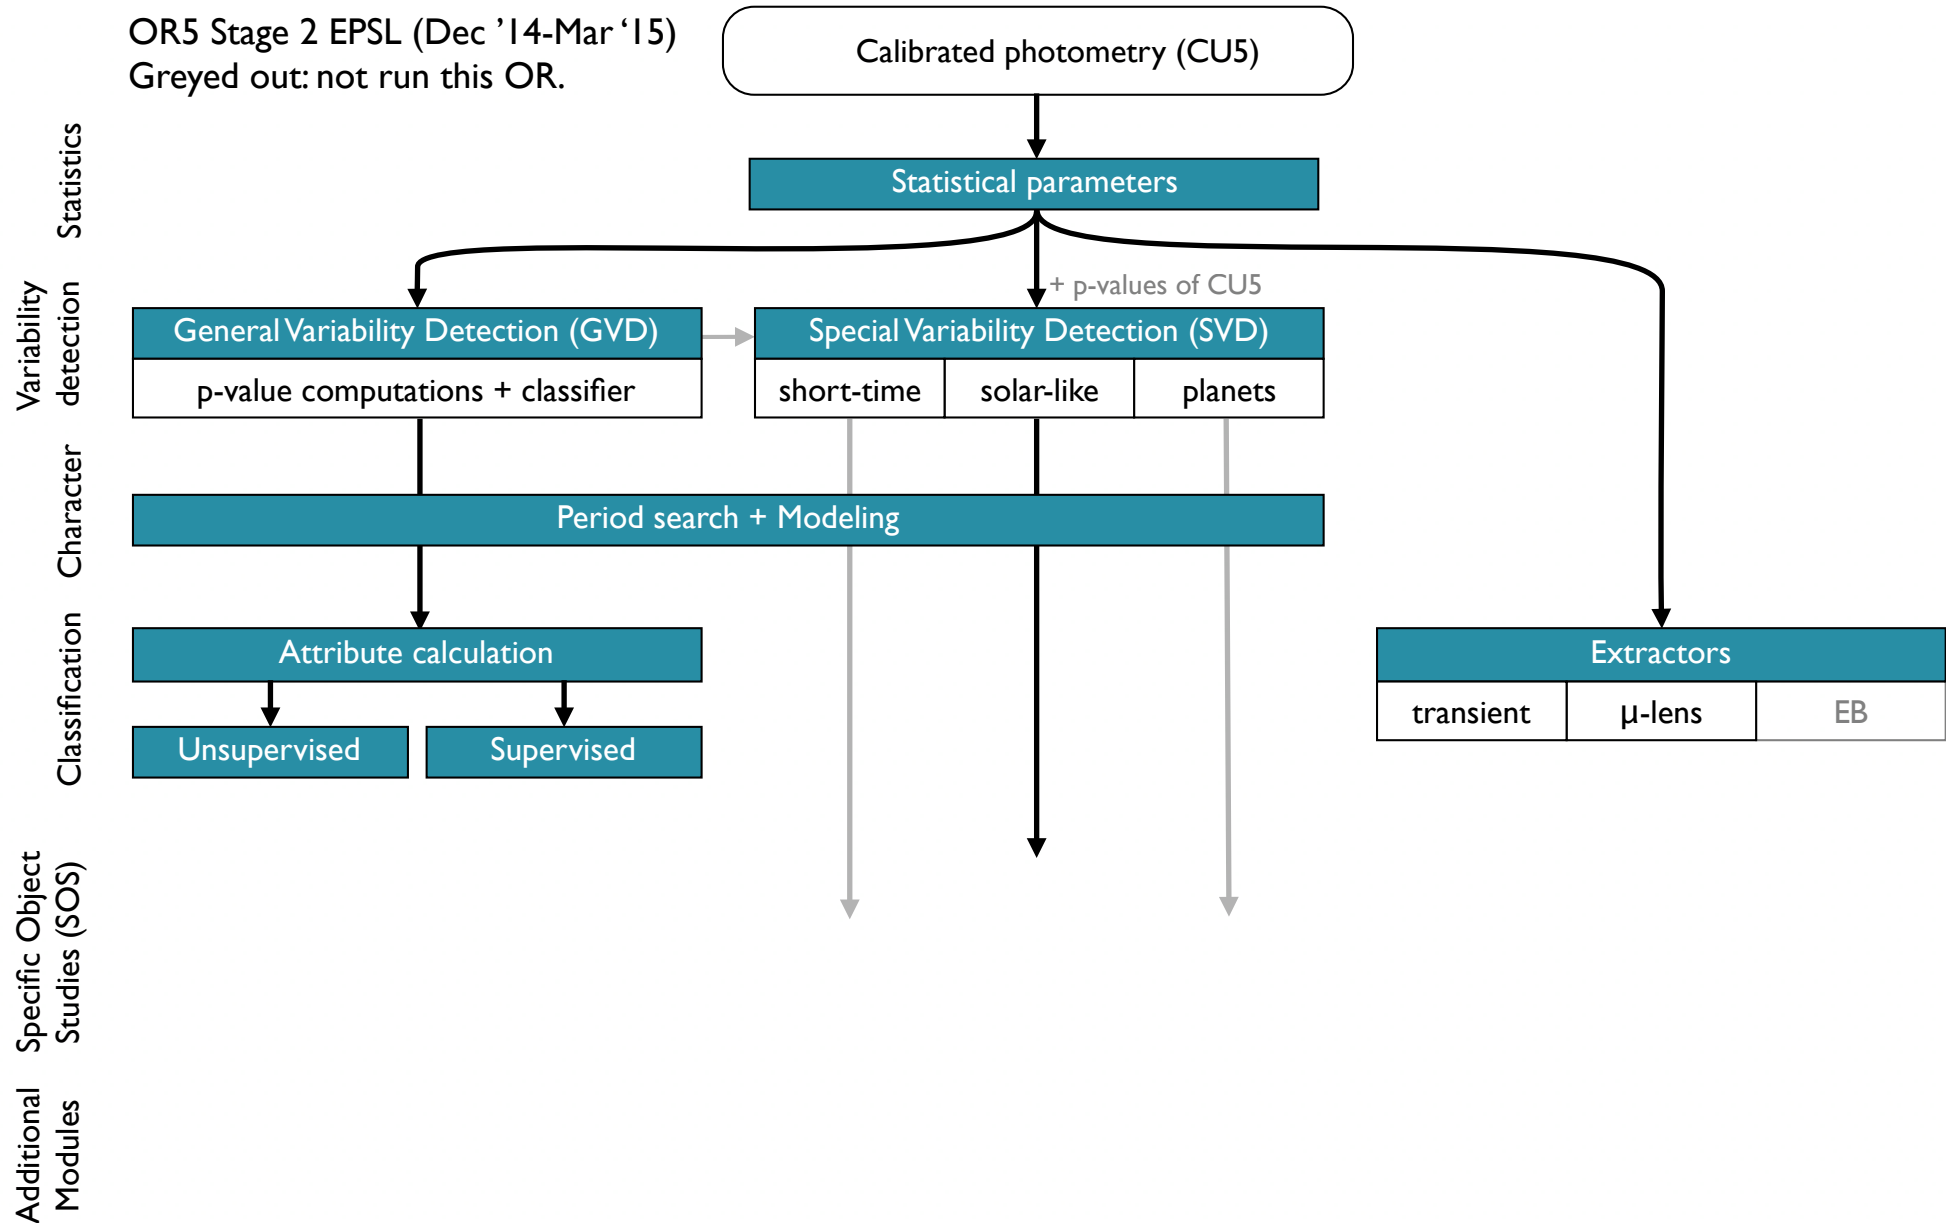 OR5 Stage 2 EPSL (Dec ’14-Mar ‘15)
Greyed out: not run this OR.
Calibrated photometry (CU5)
Statistics
Statistical parameters
Variability
detection
+ p-values of CU5
General Variability Detection (GVD)
Special Variability Detection (SVD)
p-value computations + classifier
short-time
solar-like
planets
Character
Period search + Modeling
Classification
Attribute calculation
Extractors
transient
μ-lens
EB
Unsupervised
Supervised
Specific Object
Studies (SOS)
Additional
Modules